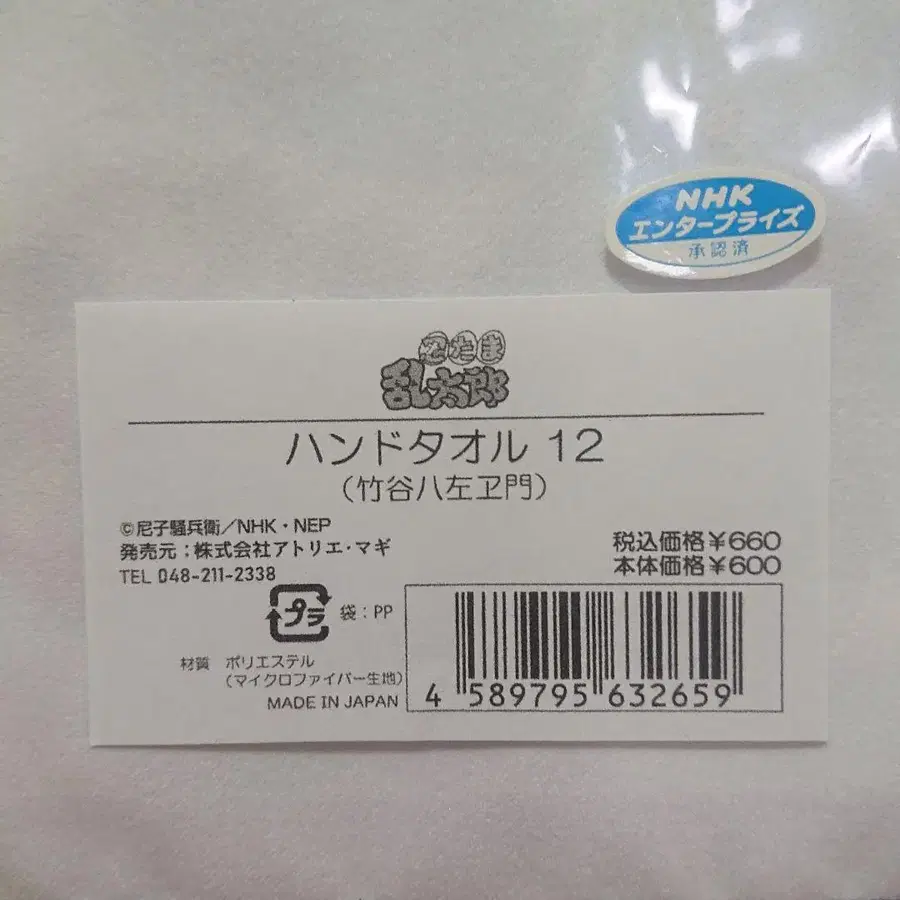 NHK
エンタープライズ
承認済
忍たま
乱太郎
ハンドタオル 12
（竹谷八左ヱ門）
©尼子騒兵衛／NHK・NEP
発売元：株式会社アトリエ・マギ
TEL 048-211-2338
税込価格￥660
本体価格￥600
プラ 袋：PP
材質 ポリエステル
（マイクロファイバー生地）
MADE IN JAPAN
4 589795 632659